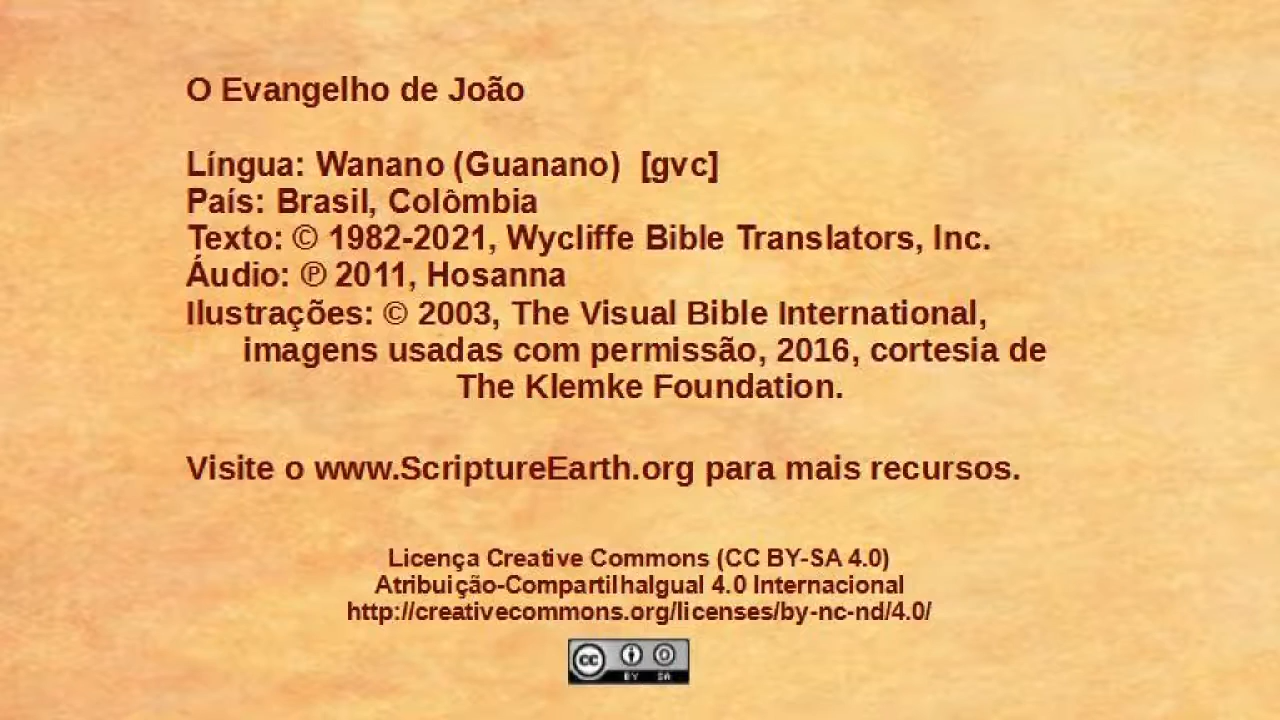 O Evangelho de João
Língua: Wanano (Guanano) [gvc]
País: Brasil, Colômbia
Texto: © 1982-2021, Wycliffe Bible Translators, Inc.
Áudio: ℗ 2011, Hosanna
Ilustrações: © 2003, The Visual Bible International,
imagens usadas com permissão, 2016, cortesia de
The Klemke Foundation.
Visite o www.ScriptureEarth.org para mais recursos.
Licença Creative Commons (CC BY-SA 4.0)
Atribuição-CompartilhaIgual 4.0 Internacional
http://creativecommons.org/licenses/by-nc-nd/4.0/
cc BY SA